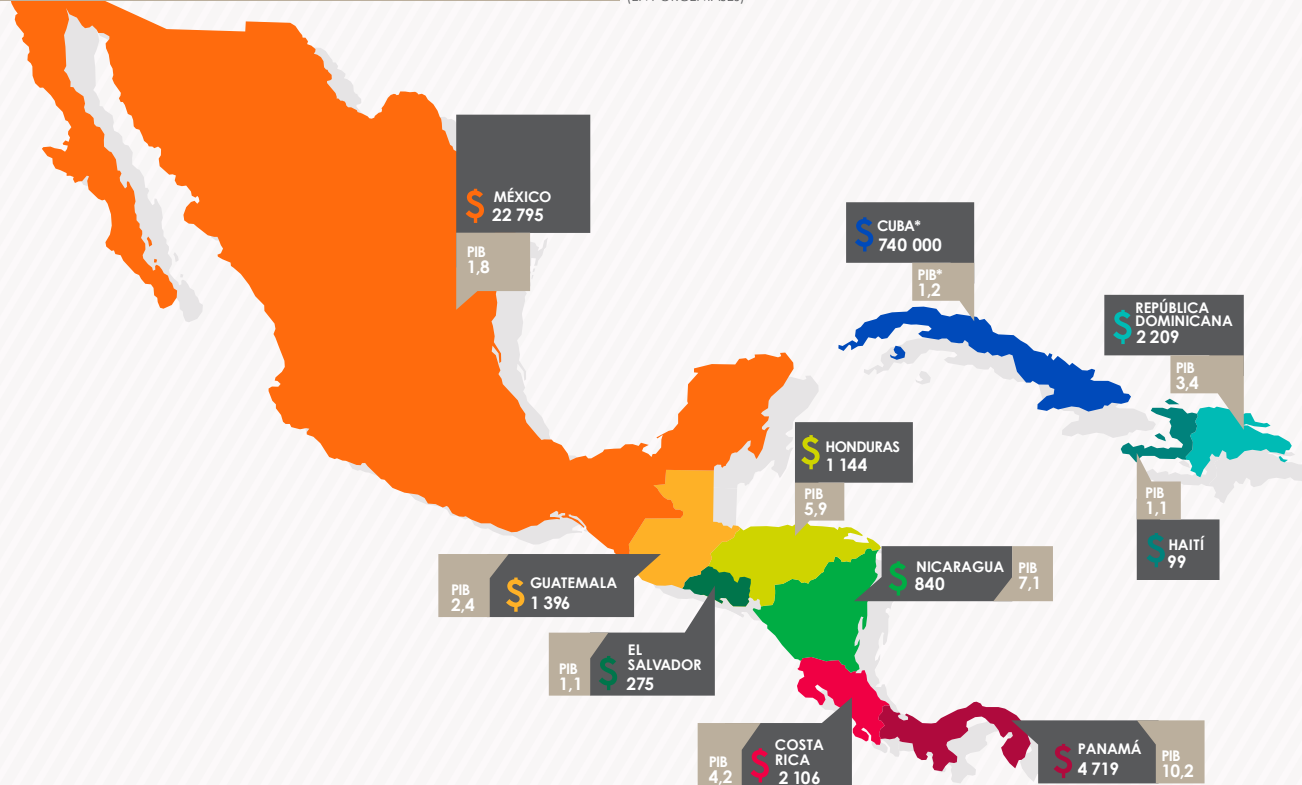 MÉXICO
22 795
PIB
1,8
CUBA*
740 000
PIB*
1,2
REPÚBLICA
DOMINICANA
2 209
PIB
3,4
HONDURAS
1 144
PIB
5,9
PIB
1,1
HAITÍ
99
NICARAGUA
840
PIB
7,1
PIB
2,4
GUATEMALA
1 396
EL
SALVADOR
275
PIB
1,1
COSTA
RICA
2 106
PIB
4,2
PANAMÁ
4 719
PIB
10,2